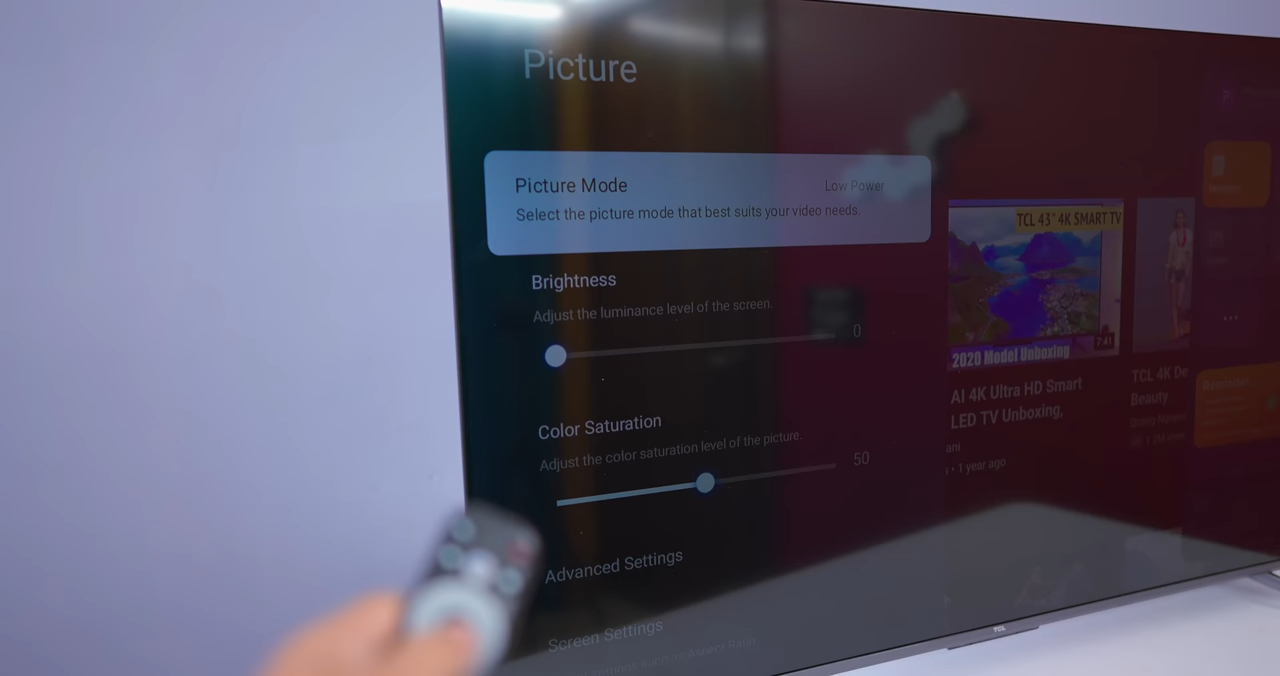 Picture
Picture Mode
Low Power
Select the picture mode that best suits your video needs.
Brightness
Adjust the luminance level of the screen.
0
Color Saturation
Adjust the color saturation level of the picture.
50
Advanced Settings
Screen Settings
TCL 43" 4K SMART TV
2020 Model Unboxing
7:41
AI 4K Ultra HD Smart
LED TV Unboxing,
ani
• 1 year ago
TCL 4K De
Beauty
Reminder
TCL